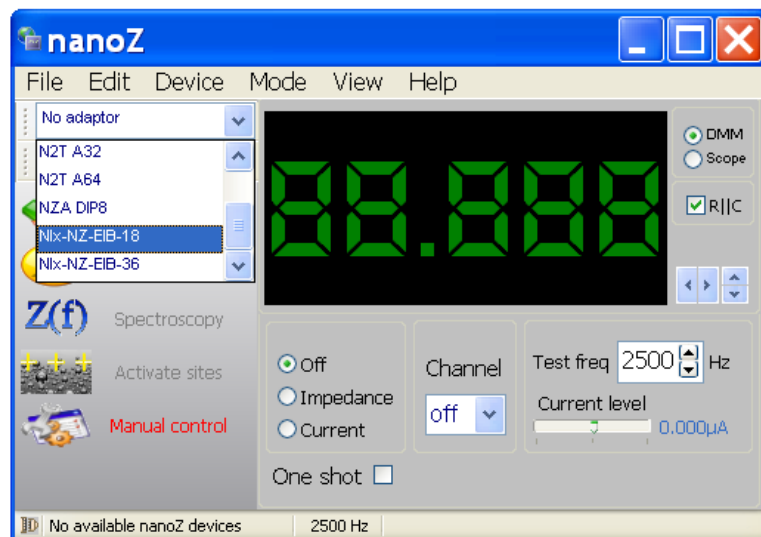 nanoZ
File Edit Device Mode View Help
No adaptor
N2T A32
N2T A64
NZA DIP8
Nlx-NZ-EIB-18
Nlx-NZ-EIB-36
Z(f) Spectroscopy
Activate sites
Manual control
88.888
DMM
Scope
R||C
Off
Impedance
Current
Channel
off
Test freq 2500 Hz
Current level
0.000µA
One shot
No available nanoZ devices 2500 Hz